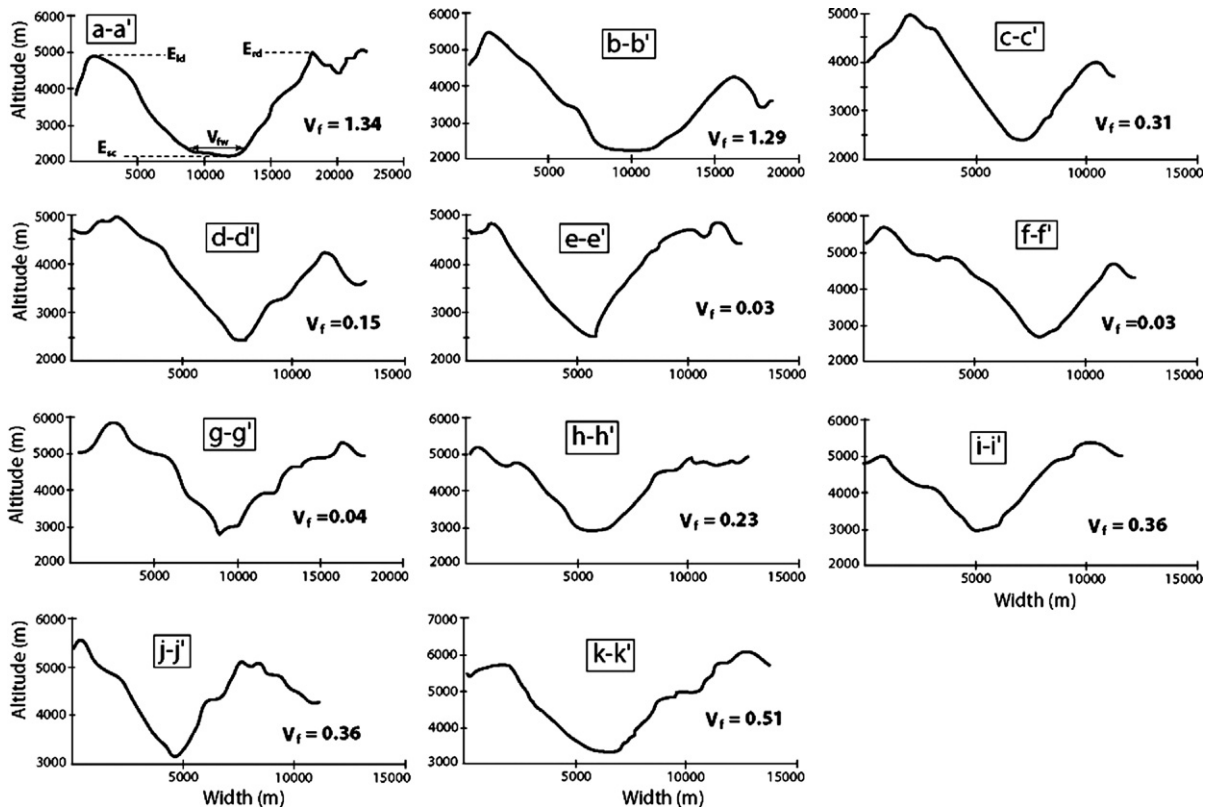 Altitude (m)
6000
5000
4000
3000
2000
a-a'
E_ld
E_rd
V_fw
E_sc
V_f = 1.34
5000 10000 15000 20000 25000
6000
5000
4000
3000
2000
b-b'
V_f = 1.29
5000 10000 15000 20000
5000
4000
3000
2000
c-c'
V_f = 0.31
5000 10000 15000
Altitude (m)
5000
4000
3000
2000
d-d'
V_f =0.15
5000 10000 15000
5000
4000
3000
2000
e-e'
V_f = 0.03
5000 10000 15000
6000
5000
4000
3000
2000
f-f'
V_f =0.03
5000 10000 15000
Altitude (m)
6000
5000
4000
3000
2000
g-g'
V_f = 0.04
5000 10000 15000 20000
6000
5000
4000
3000
2000
h-h'
V_f = 0.23
5000 10000 15000
6000
5000
4000
3000
2000
i-i'
V_f = 0.36
5000 10000 15000
Width (m)
Altitude (m)
6000
5000
4000
3000
j-j'
V_f = 0.36
5000 10000 15000
Width (m)
7000
6000
5000
4000
3000
k-k'
V_f = 0.51
5000 10000 15000
Width (m)